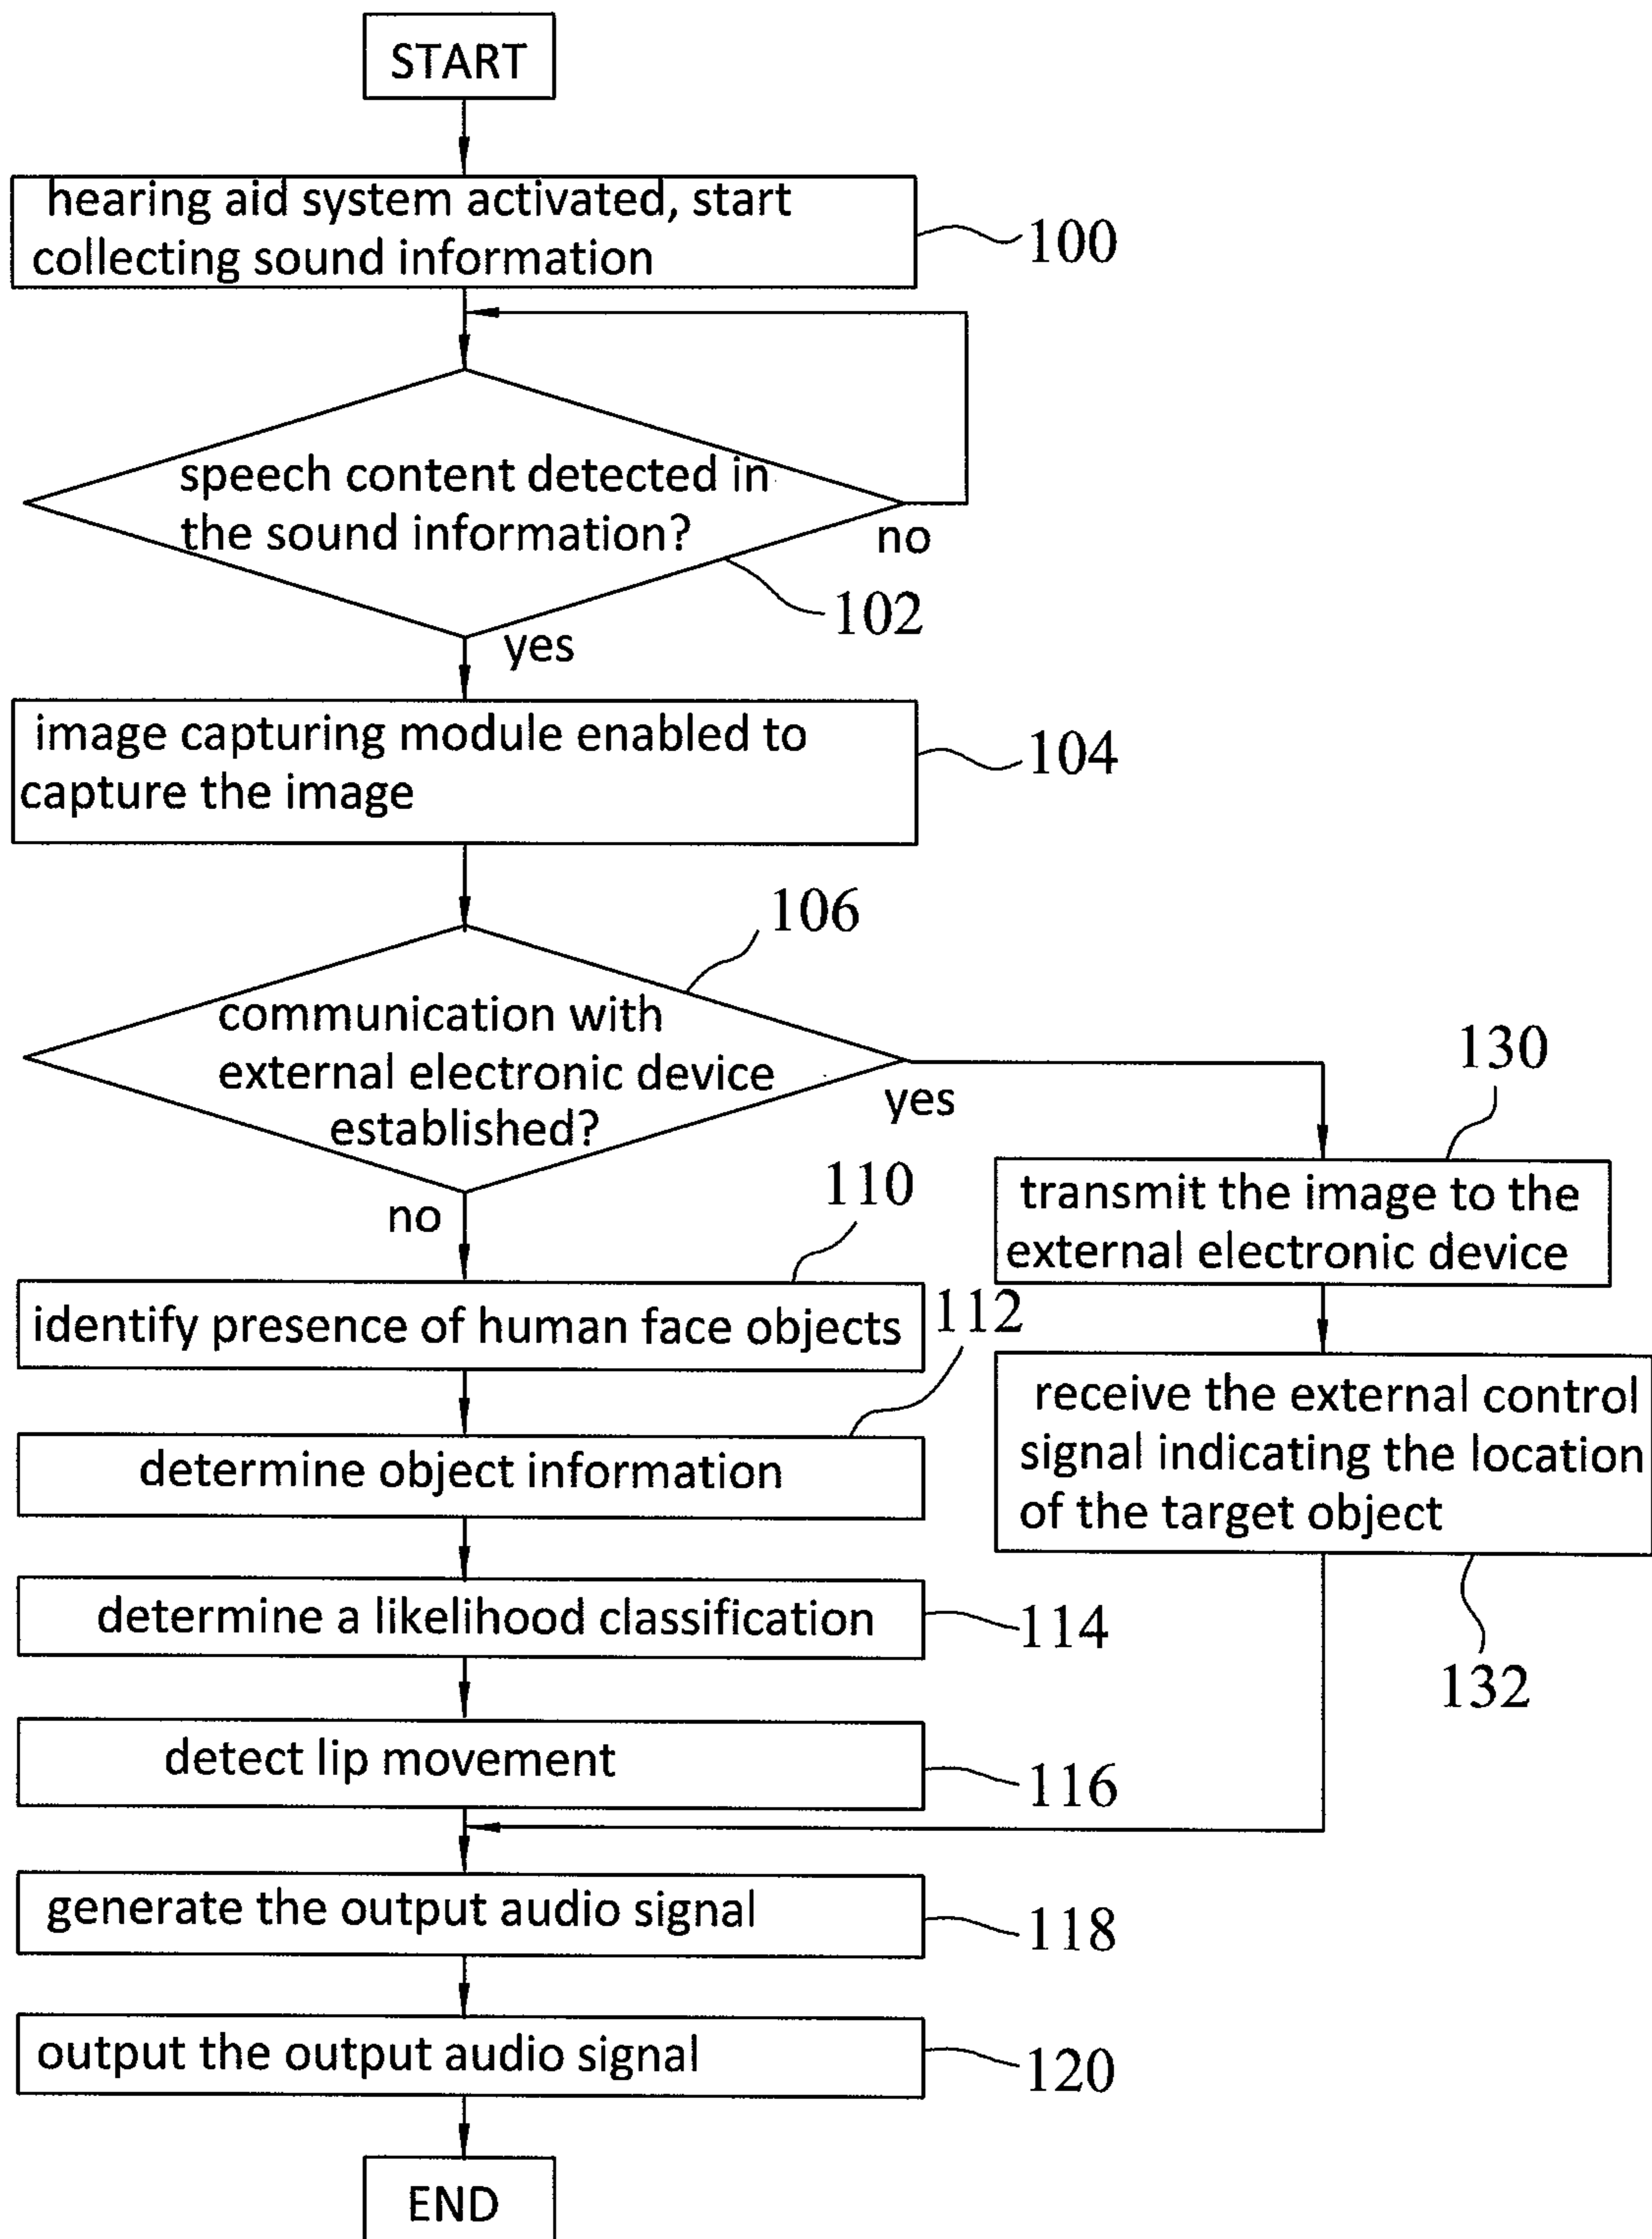 START
hearing aid system activated, start
collecting sound information
100
speech content detected in
the sound information?
no
102
yes
image capturing module enabled to
capture the image
104
106
communication with
external electronic device
established?
yes
no
130
transmit the image to the
external electronic device
110
identify presence of human face objects
112
receive the external control
signal indicating the location
of the target object
132
determine object information
determine a likelihood classification
114
detect lip movement
116
generate the output audio signal
118
output the output audio signal
120
END